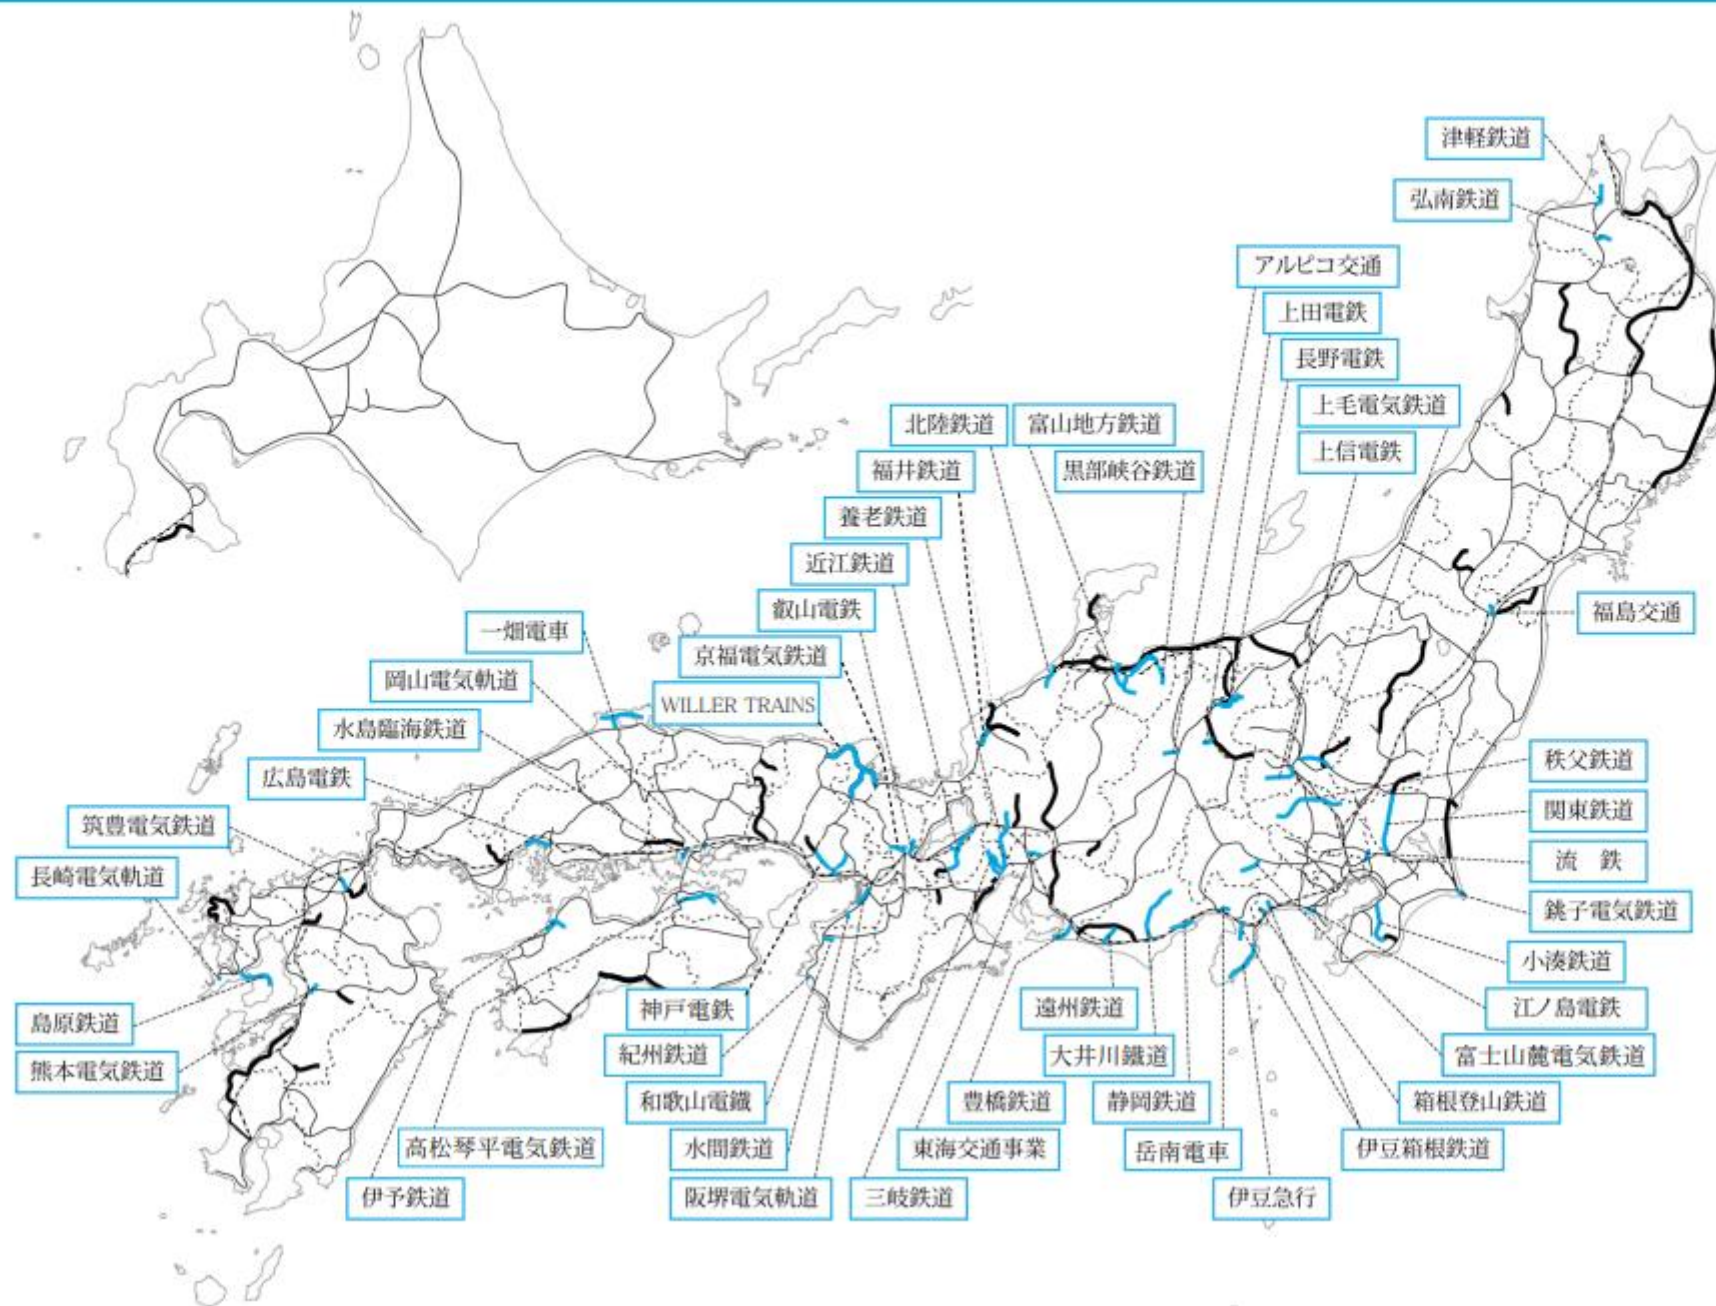 津軽鉄道
弘南鉄道
アルピコ交通
上田電鉄
長野電鉄
上毛電気鉄道
上信電鉄
北陸鉄道
富山地方鉄道
福井鉄道
黒部峡谷鉄道
養老鉄道
近江鉄道
叡山電鉄
福島交通
一畑電車
京福電気鉄道
岡山電気軌道
WILLER TRAINS
水島臨海鉄道
広島電鉄
秩父鉄道
関東鉄道
筑豊電気鉄道
流　鉄
長崎電気軌道
銚子電気鉄道
小湊鉄道
島原鉄道
神戸電鉄
遠州鉄道
江ノ島電鉄
紀州鉄道
大井川鐵道
富士山麓電気鉄道
熊本電気鉄道
和歌山電鐵
豊橋鉄道
静岡鉄道
箱根登山鉄道
高松琴平電気鉄道
水間鉄道
東海交通事業
岳南電車
伊豆箱根鉄道
伊予鉄道
阪堺電気軌道
三岐鉄道
伊豆急行